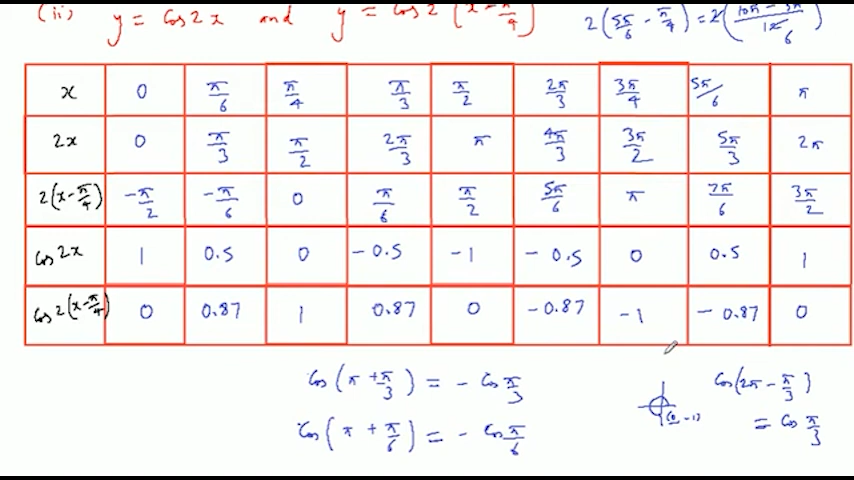 (ii) y = Cos 2x and y = Cos 2(x - π/4) 2(5π/6 - π/4) = 2(10π - 3π/12 6)
x 0 π/6 π/4 π/3 π/2 2π/3 3π/4 5π/6 π
2x 0 π/3 π/2 2π/3 π 4π/3 3π/2 5π/3 2π
2(x-π/4) -π/2 -π/6 0 π/6 π/2 5π/6 π 7π/6 3π/2
Cos 2x 1 0.5 0 -0.5 -1 -0.5 0 0.5 1
Cos 2(x-π/4) 0 0.87 1 0.87 0 -0.87 -1 -0.87 0
Cos(π + π/3) = - Cos π/3
Cos(2π - π/3)
Cos(π + π/6) = - Cos π/6
= Cos π/3